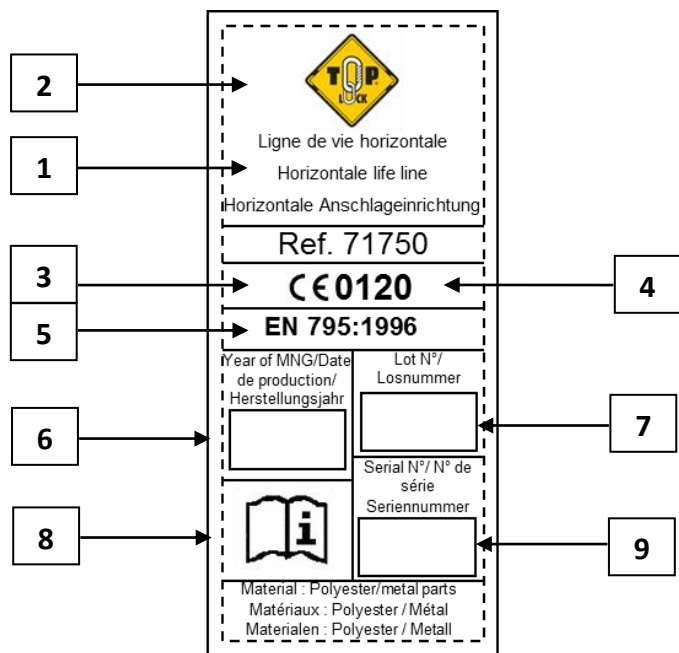 TOP
LOCK
2
Ligne de vie horizontale
1
Horizontale life line
Horizontale Anschlageinrichtung
Ref. 71750
3
CE0120
4
5
EN 795:1996
Year of MNG/Date
de production/
Herstellungsjahr
Lot N°/
Losnummer
6
7
Serial N°/ N° de
série
Seriennummer
8
i
9
Material : Polyester/metal parts
Matériaux : Polyester / Métal
Materialen : Polyester / Metall